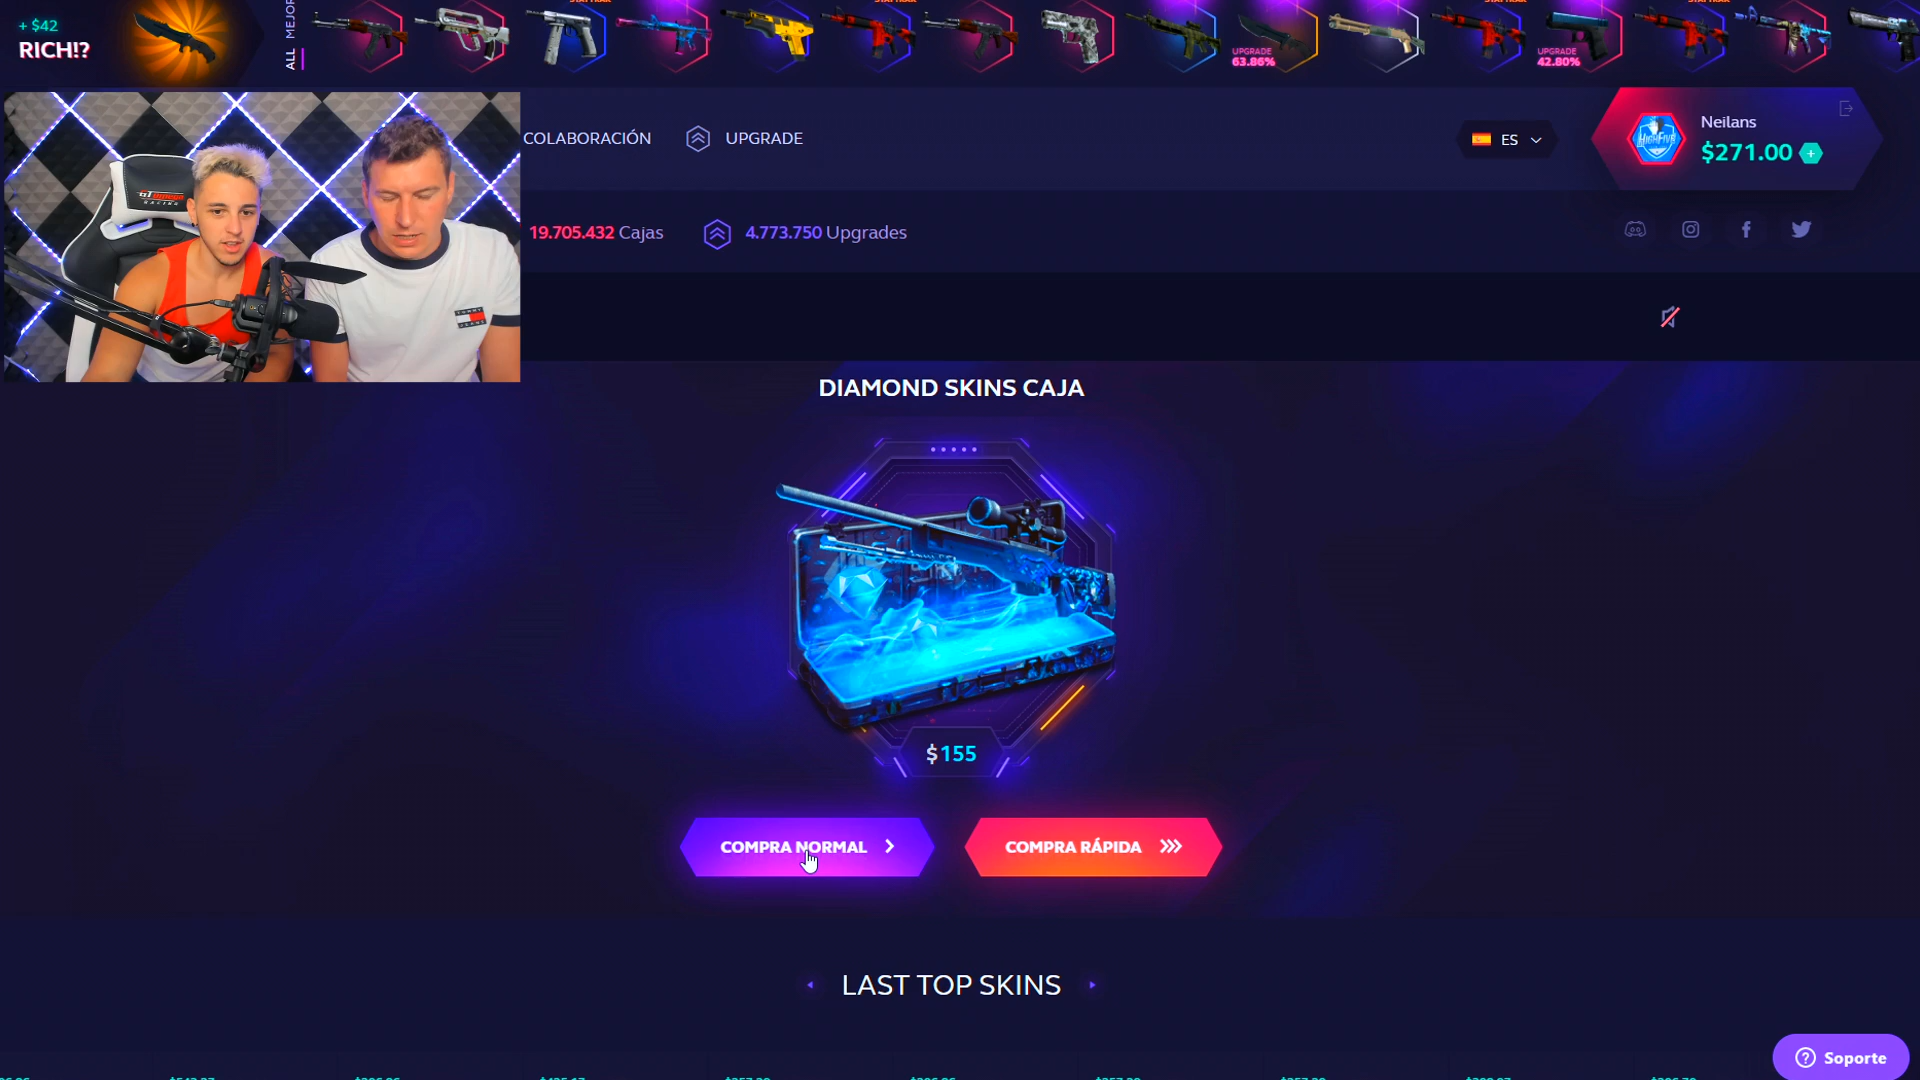 + $42
RICH!?
ALL
UPGRADE
63.86%
UPGRADE
42.80%
COLABORACIÓN
UPGRADE
ES
Neilans
$271.00
19.705.432 Cajas
4.773.750 Upgrades
DIAMOND SKINS CAJA
$155
COMPRA NORMAL
COMPRA RÁPIDA
LAST TOP SKINS
Soporte